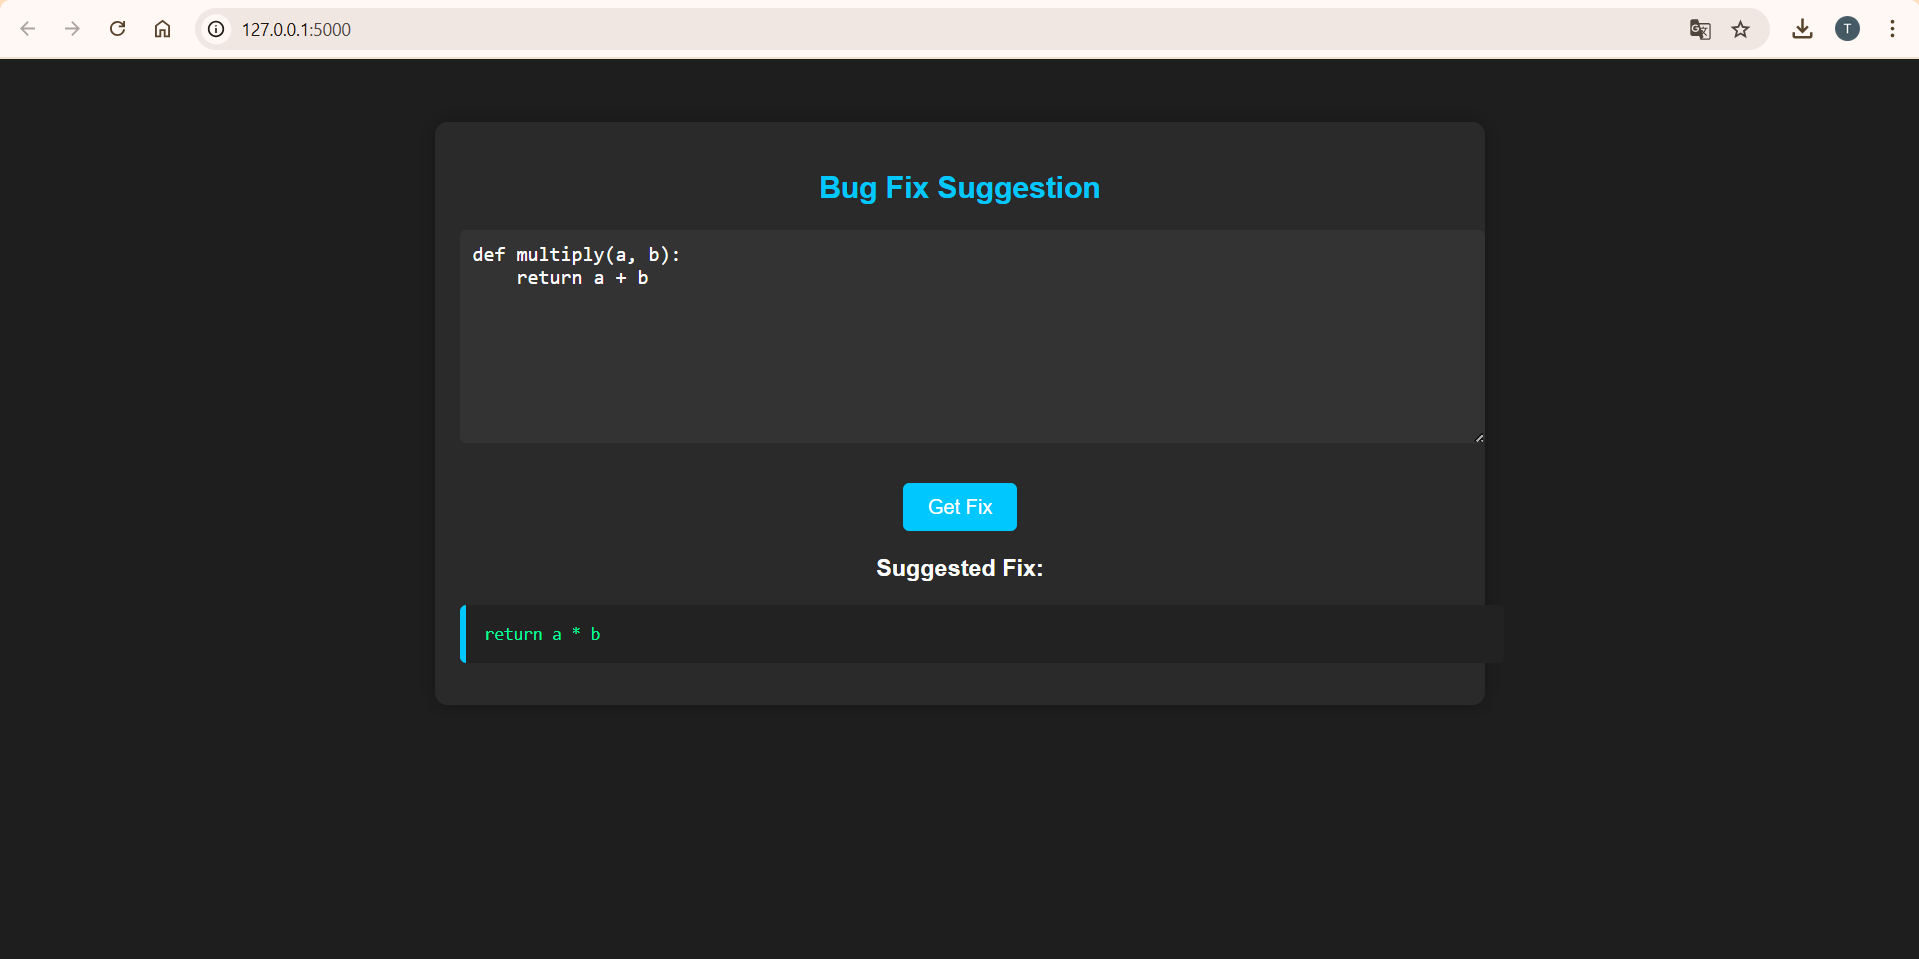 127.0.0.1:5000
T
Bug Fix Suggestion
def multiply(a, b):
    return a + b
Get Fix
Suggested Fix:
return a * b